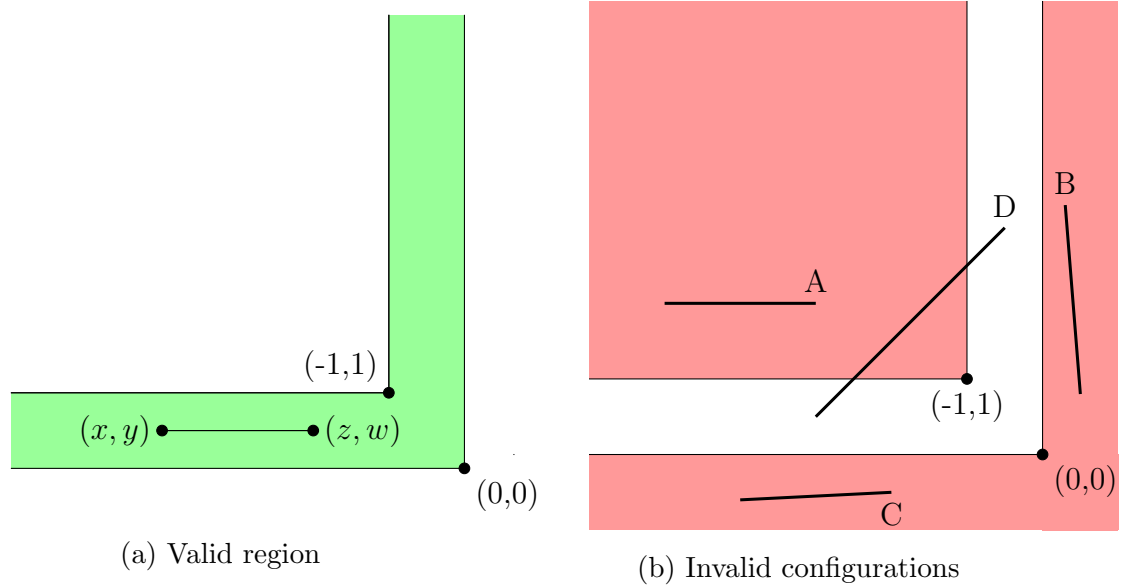 (-1,1)
(x, y)
(z, w)
(0,0)
(a) Valid region
B
D
A
(-1,1)
(0,0)
C
(b) Invalid configurations